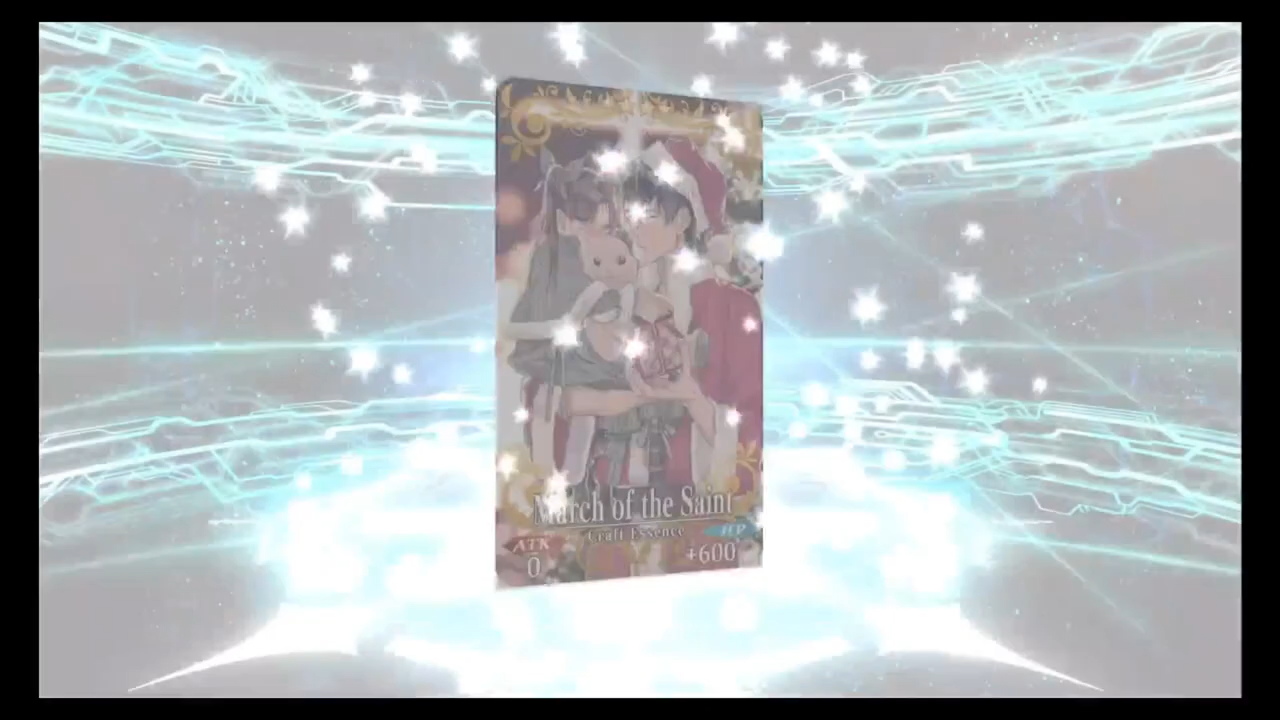 March of the Saint
Craft Essence
ATK HP
0 +600